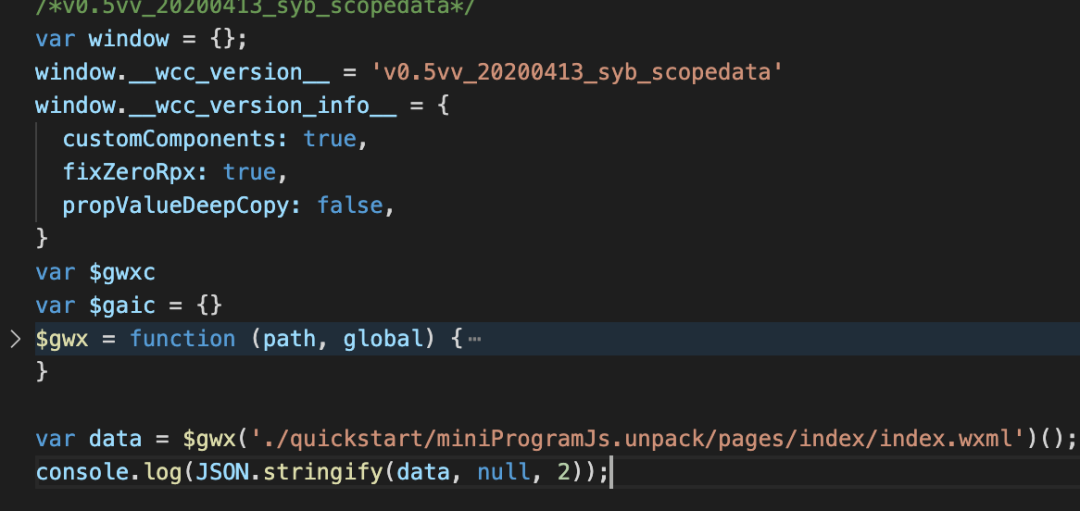 /*v0.5vv_20200413_syb_scopedata*/
var window = {};
window.__wcc_version__ = 'v0.5vv_20200413_syb_scopedata'
window.__wcc_version_info__ = {
  customComponents: true,
  fixZeroRpx: true,
  propValueDeepCopy: false,
}
var $gwxc
var $gaic = {}
$gwx = function (path, global) {⋯
}
var data = $gwx('./quickstart/miniProgramJs.unpack/pages/index/index.wxml')();
console.log(JSON.stringify(data, null, 2));